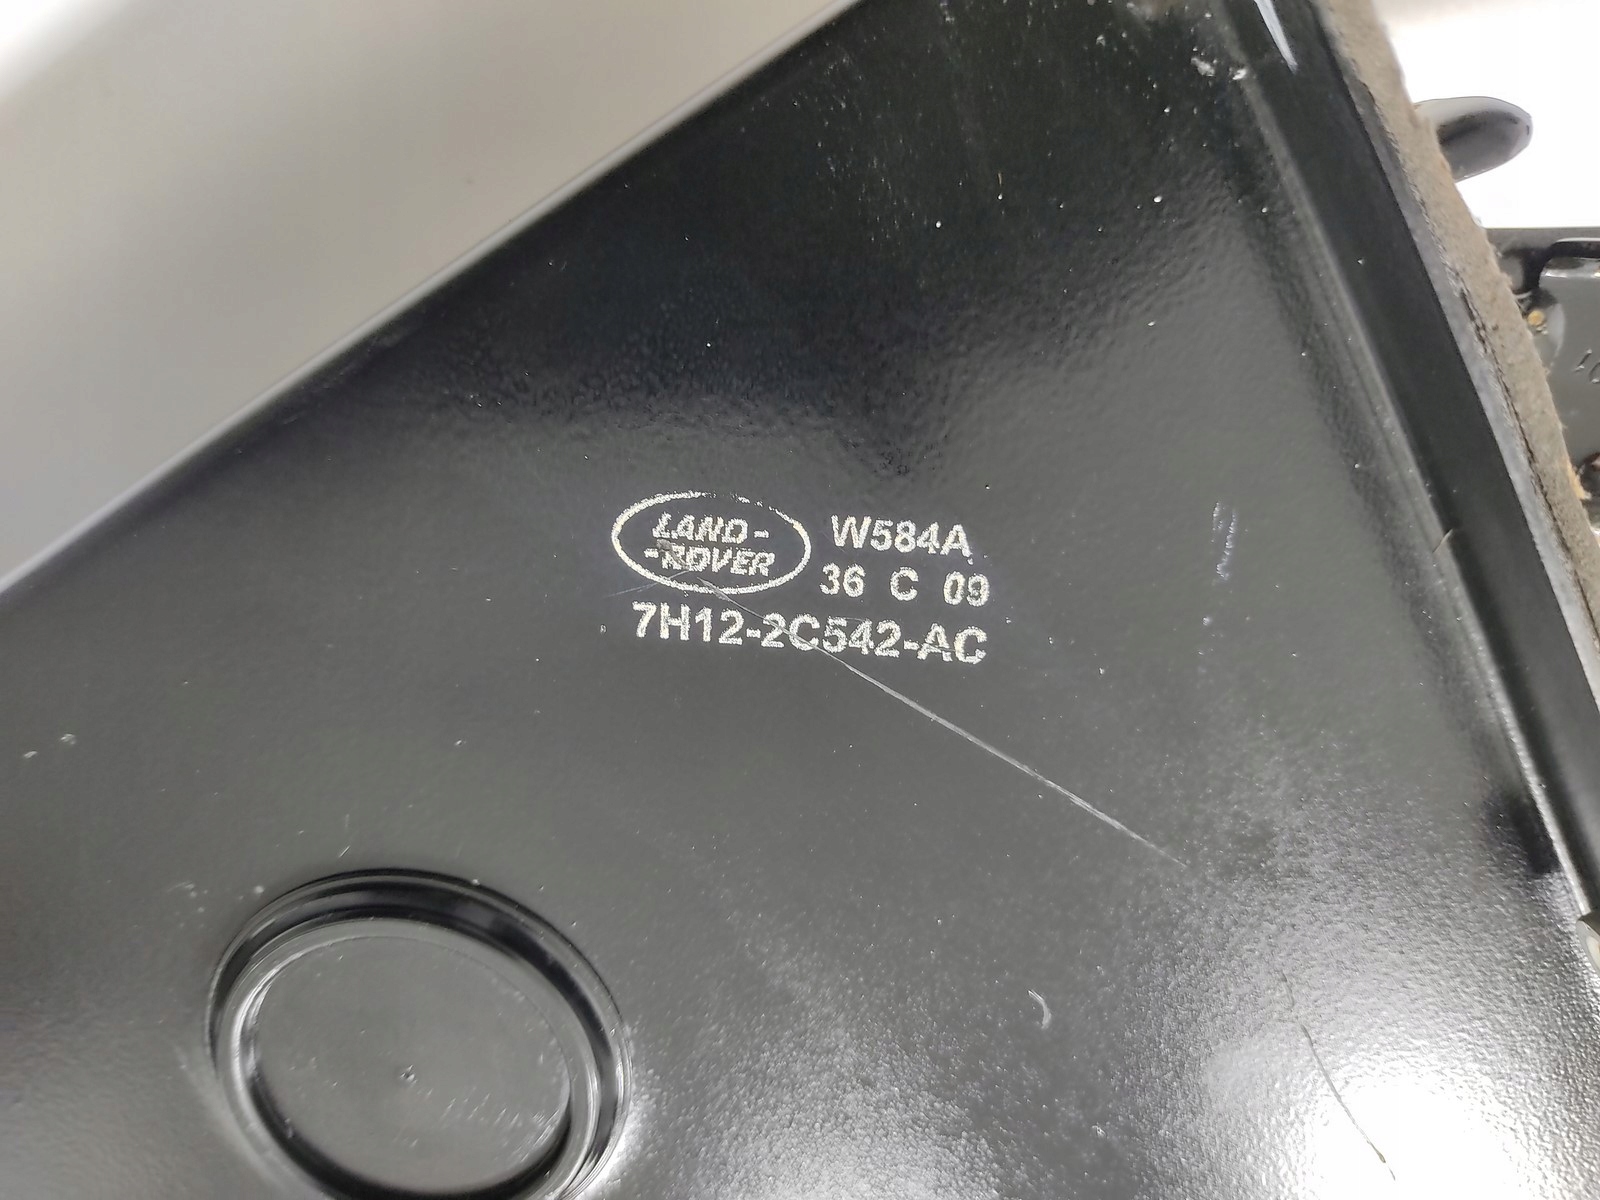 LAND-
-ROVER
W584A
36 C 09
7H12-2C542-AC